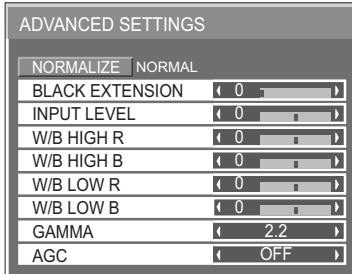 ADVANCED SETTINGS
NORMALIZE NORMAL
BLACK EXTENSION 0
INPUT LEVEL 0
W/B HIGH R 0
W/B HIGH B 0
W/B LOW R 0
W/B LOW B 0
GAMMA 2.2
AGC OFF